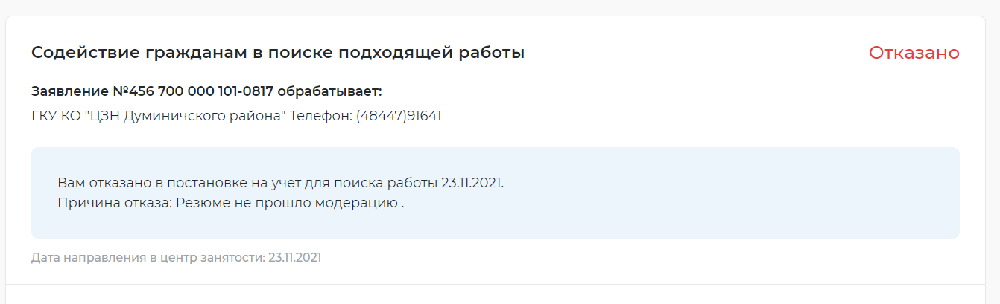 Содействие гражданам в поиске подходящей работы
Отказано
Заявление №456 700 000 101-0817 обрабатывает:
ГКУ КО "ЦЗН Думиничского района" Телефон: (48447)91641
Вам отказано в постановке на учет для поиска работы 23.11.2021.
Причина отказа: Резюме не прошло модерацию .
Дата направления в центр занятости: 23.11.2021